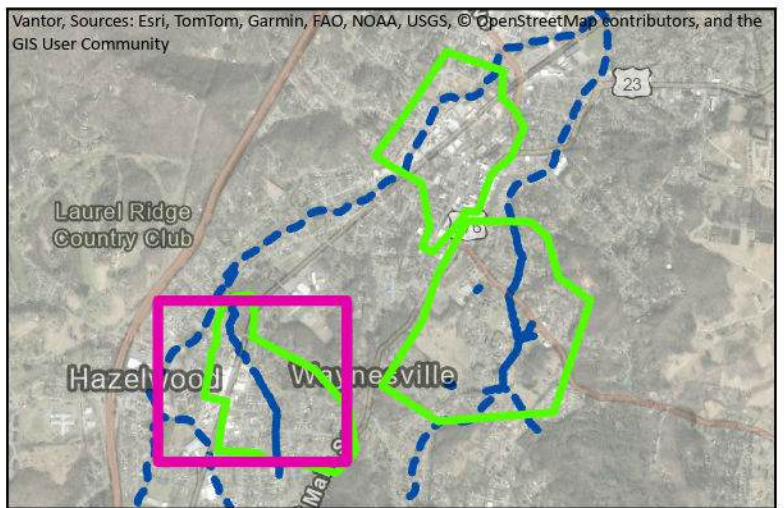 Vantor, Sources: Esri, TomTom, Garmin, FAO, NOAA, USGS, © OpenStreetMap contributors, and the
GIS User Community
23
Laurel Ridge
Country Club
Hazelwood
Waynesville